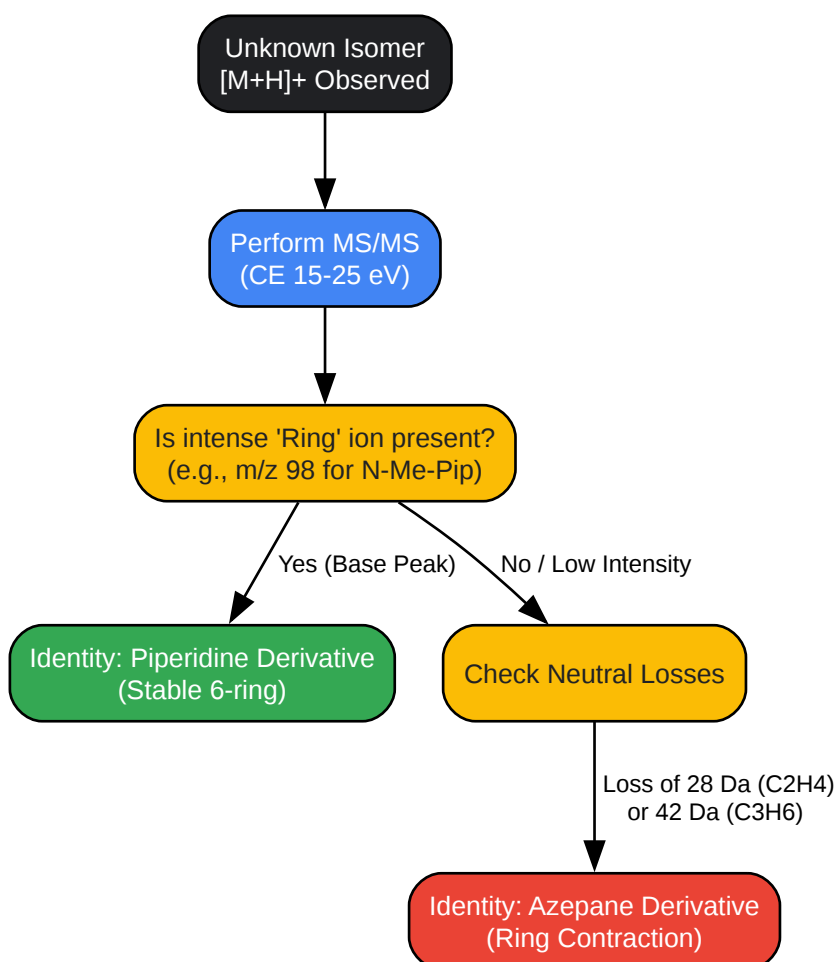 Unknown Isomer
[M+H]+ Observed
Perform MS/MS
(CE 15-25 eV)
Is intense 'Ring' ion present?
(e.g., m/z 98 for N-Me-Pip)
Yes (Base Peak)
No / Low Intensity
Identity: Piperidine Derivative
(Stable 6-ring)
Check Neutral Losses
Loss of 28 Da (C2H4)
or 42 Da (C3H6)
Identity: Azepane Derivative
(Ring Contraction)